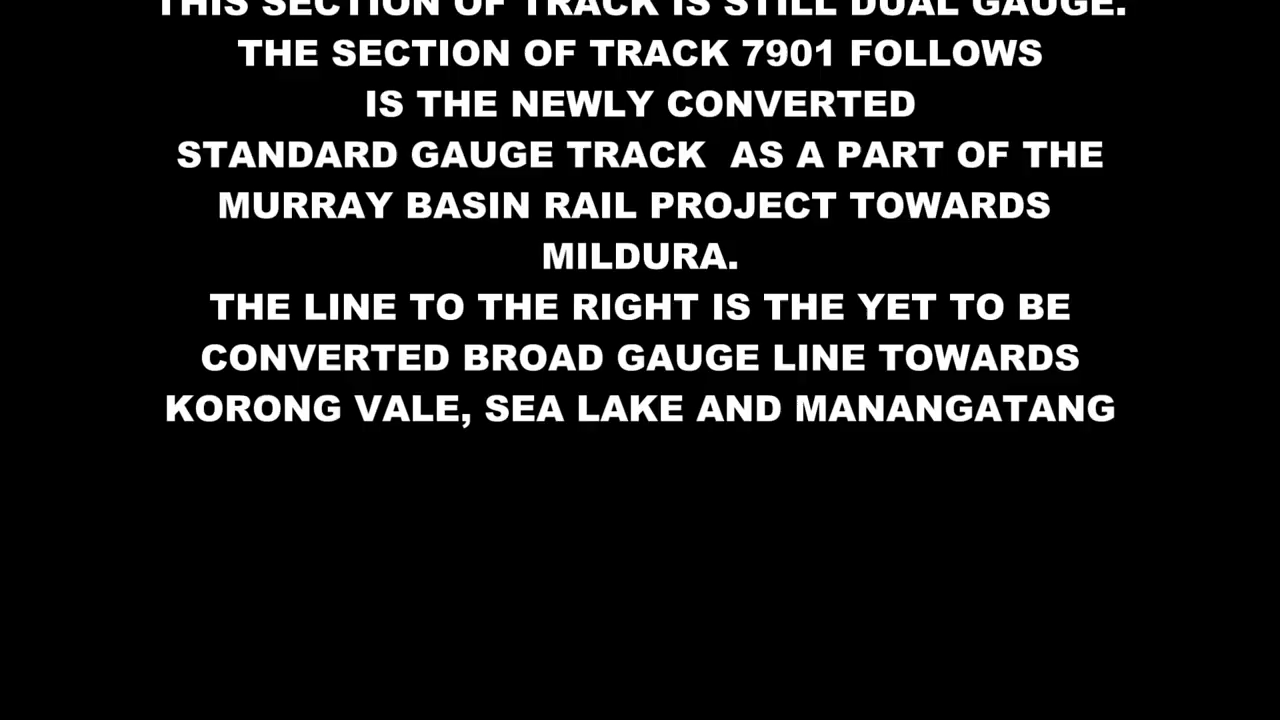 THIS SECTION OF TRACK IS STILL DUAL GAUGE.
THE SECTION OF TRACK 7901 FOLLOWS
IS THE NEWLY CONVERTED
STANDARD GAUGE TRACK  AS A PART OF THE
MURRAY BASIN RAIL PROJECT TOWARDS
MILDURA.
THE LINE TO THE RIGHT IS THE YET TO BE
CONVERTED BROAD GAUGE LINE TOWARDS
KORONG VALE, SEA LAKE AND MANANGATANG